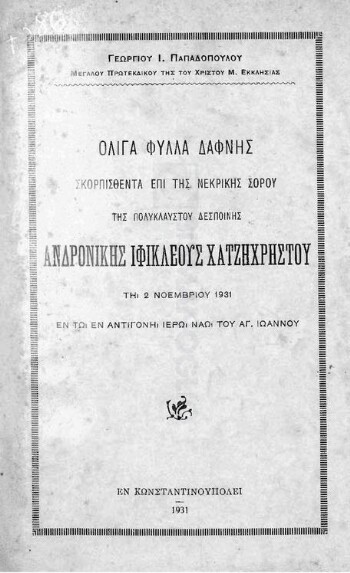 ΓΕΩΡΓΙΟΥ Ι. ΠΑΠΑΔΟΠΟΥΛΟΥ
ΜΕΓΑΛΟΥ ΠΡΩΤΕΚΔΙΚΟΥ ΤΗΣ ΤΟΥ ΧΡΙΣΤΟΥ Μ. ΕΚΚΛΗΣΙΑΣ
ΟΛΙΓΑ ΦΥΛΛΑ ΔΑΦΝΗΣ
ΣΚΟΡΠΙΣΘΕΝΤΑ ΕΠΙ ΤΗΣ ΝΕΚΡΙΚΗΣ ΣΟΡΟΥ
ΤΗΣ ΠΟΛΥΚΛΑΥΣΤΟΥ ΔΕΣΠΟΙΝΗΣ
ΑΝΔΡΟΝΙΚΗΣ ΙΦΙΚΛΕΟΥΣ ΧΑΤΖΗΧΡΗΣΤΟΥ
ΤΗΙ 2 ΝΟΕΜΒΡΙΟΥ 1931
ΕΝ ΤΩΙ ΕΝ ΑΝΤΙΓΟΝΗΙ ΙΕΡΩΙ ΝΑΩΙ ΤΟΥ ΑΓ. ΙΩΑΝΝΟΥ
ΕΝ ΚΩΝΣΤΑΝΤΙΝΟΥΠΟΛΕΙ
1931